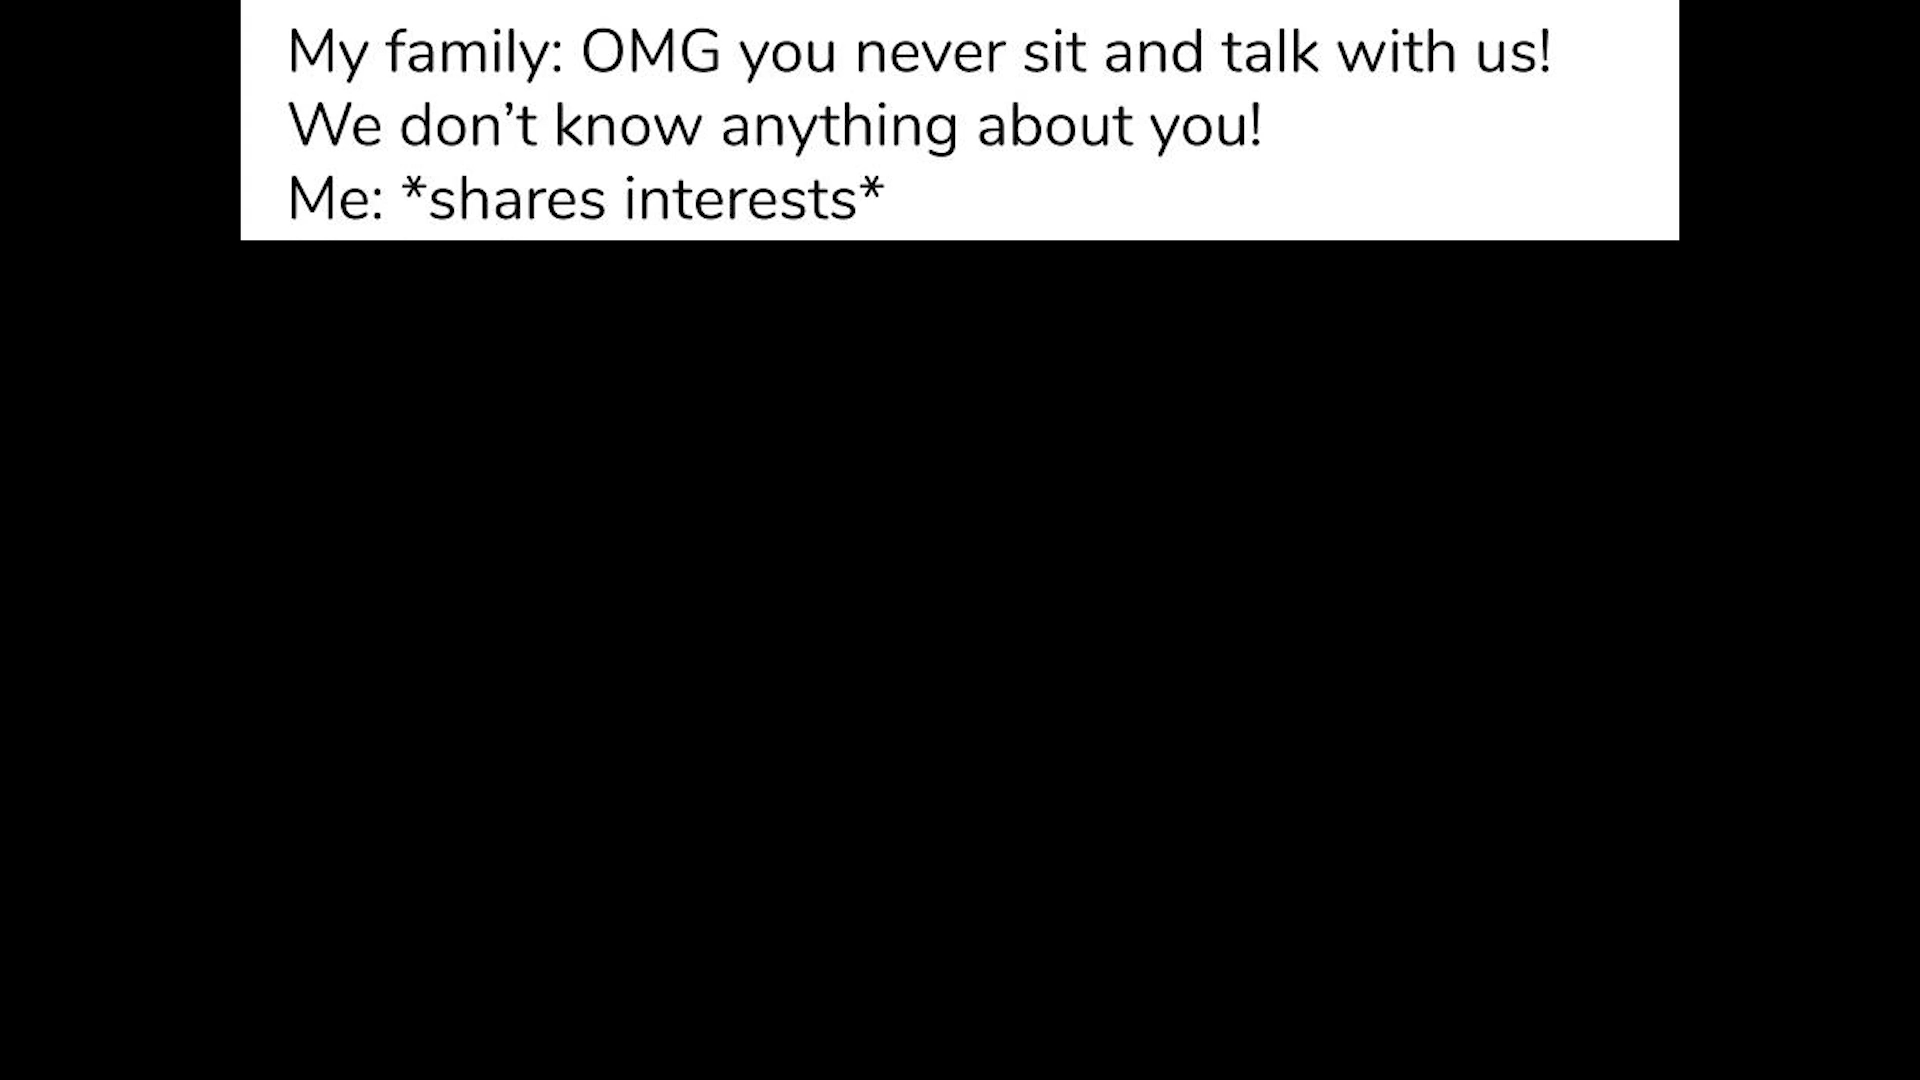 My family: OMG you never sit and talk with us!
We don’t know anything about you!
Me: *shares interests*